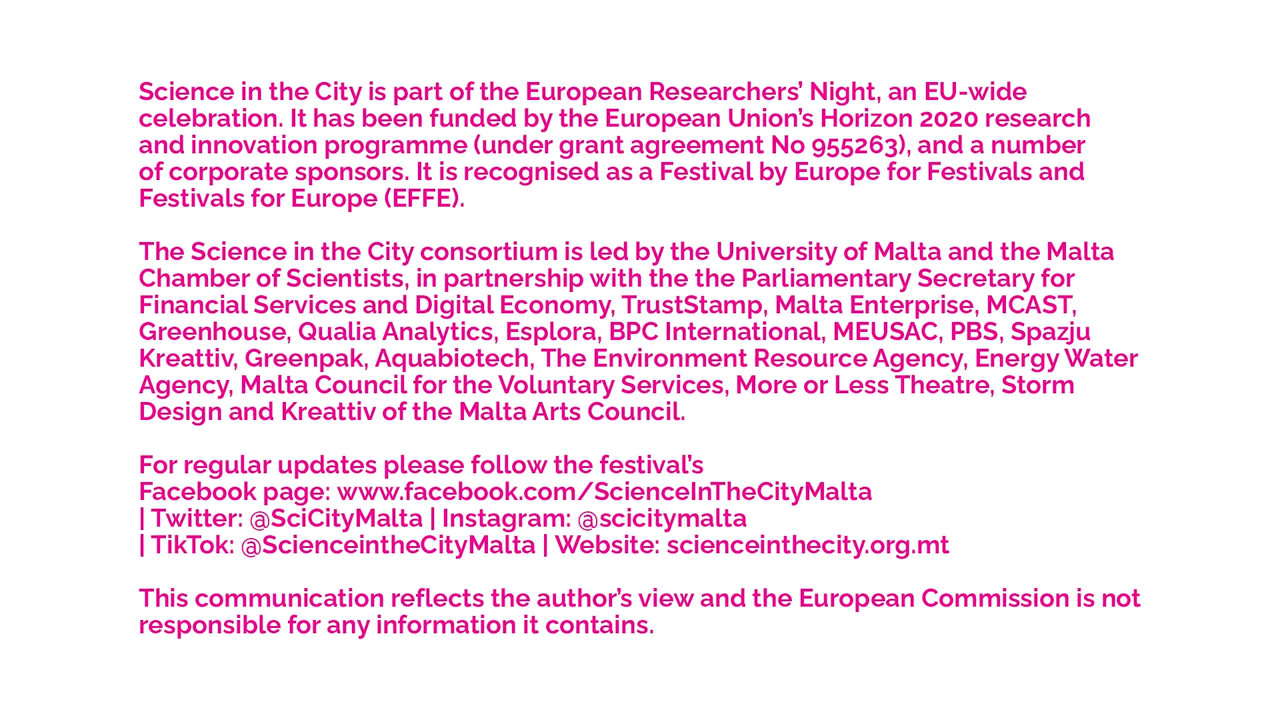 Science in the City is part of the European Researchers’ Night, an EU-wide
celebration. It has been funded by the European Union’s Horizon 2020 research
and innovation programme (under grant agreement No 955263), and a number
of corporate sponsors. It is recognised as a Festival by Europe for Festivals and
Festivals for Europe (EFFE).

The Science in the City consortium is led by the University of Malta and the Malta
Chamber of Scientists, in partnership with the the Parliamentary Secretary for
Financial Services and Digital Economy, TrustStamp, Malta Enterprise, MCAST,
Greenhouse, Qualia Analytics, Esplora, BPC International, MEUSAC, PBS, Spazju
Kreattiv, Greenpak, Aquabiotech, The Environment Resource Agency, Energy Water
Agency, Malta Council for the Voluntary Services, More or Less Theatre, Storm
Design and Kreattiv of the Malta Arts Council.

For regular updates please follow the festival’s
Facebook page: www.facebook.com/ScienceInTheCityMalta
| Twitter: @SciCityMalta | Instagram: @scicitymalta
| TikTok: @ScienceintheCityMalta | Website: scienceinthecity.org.mt

This communication reflects the author’s view and the European Commission is not
responsible for any information it contains.